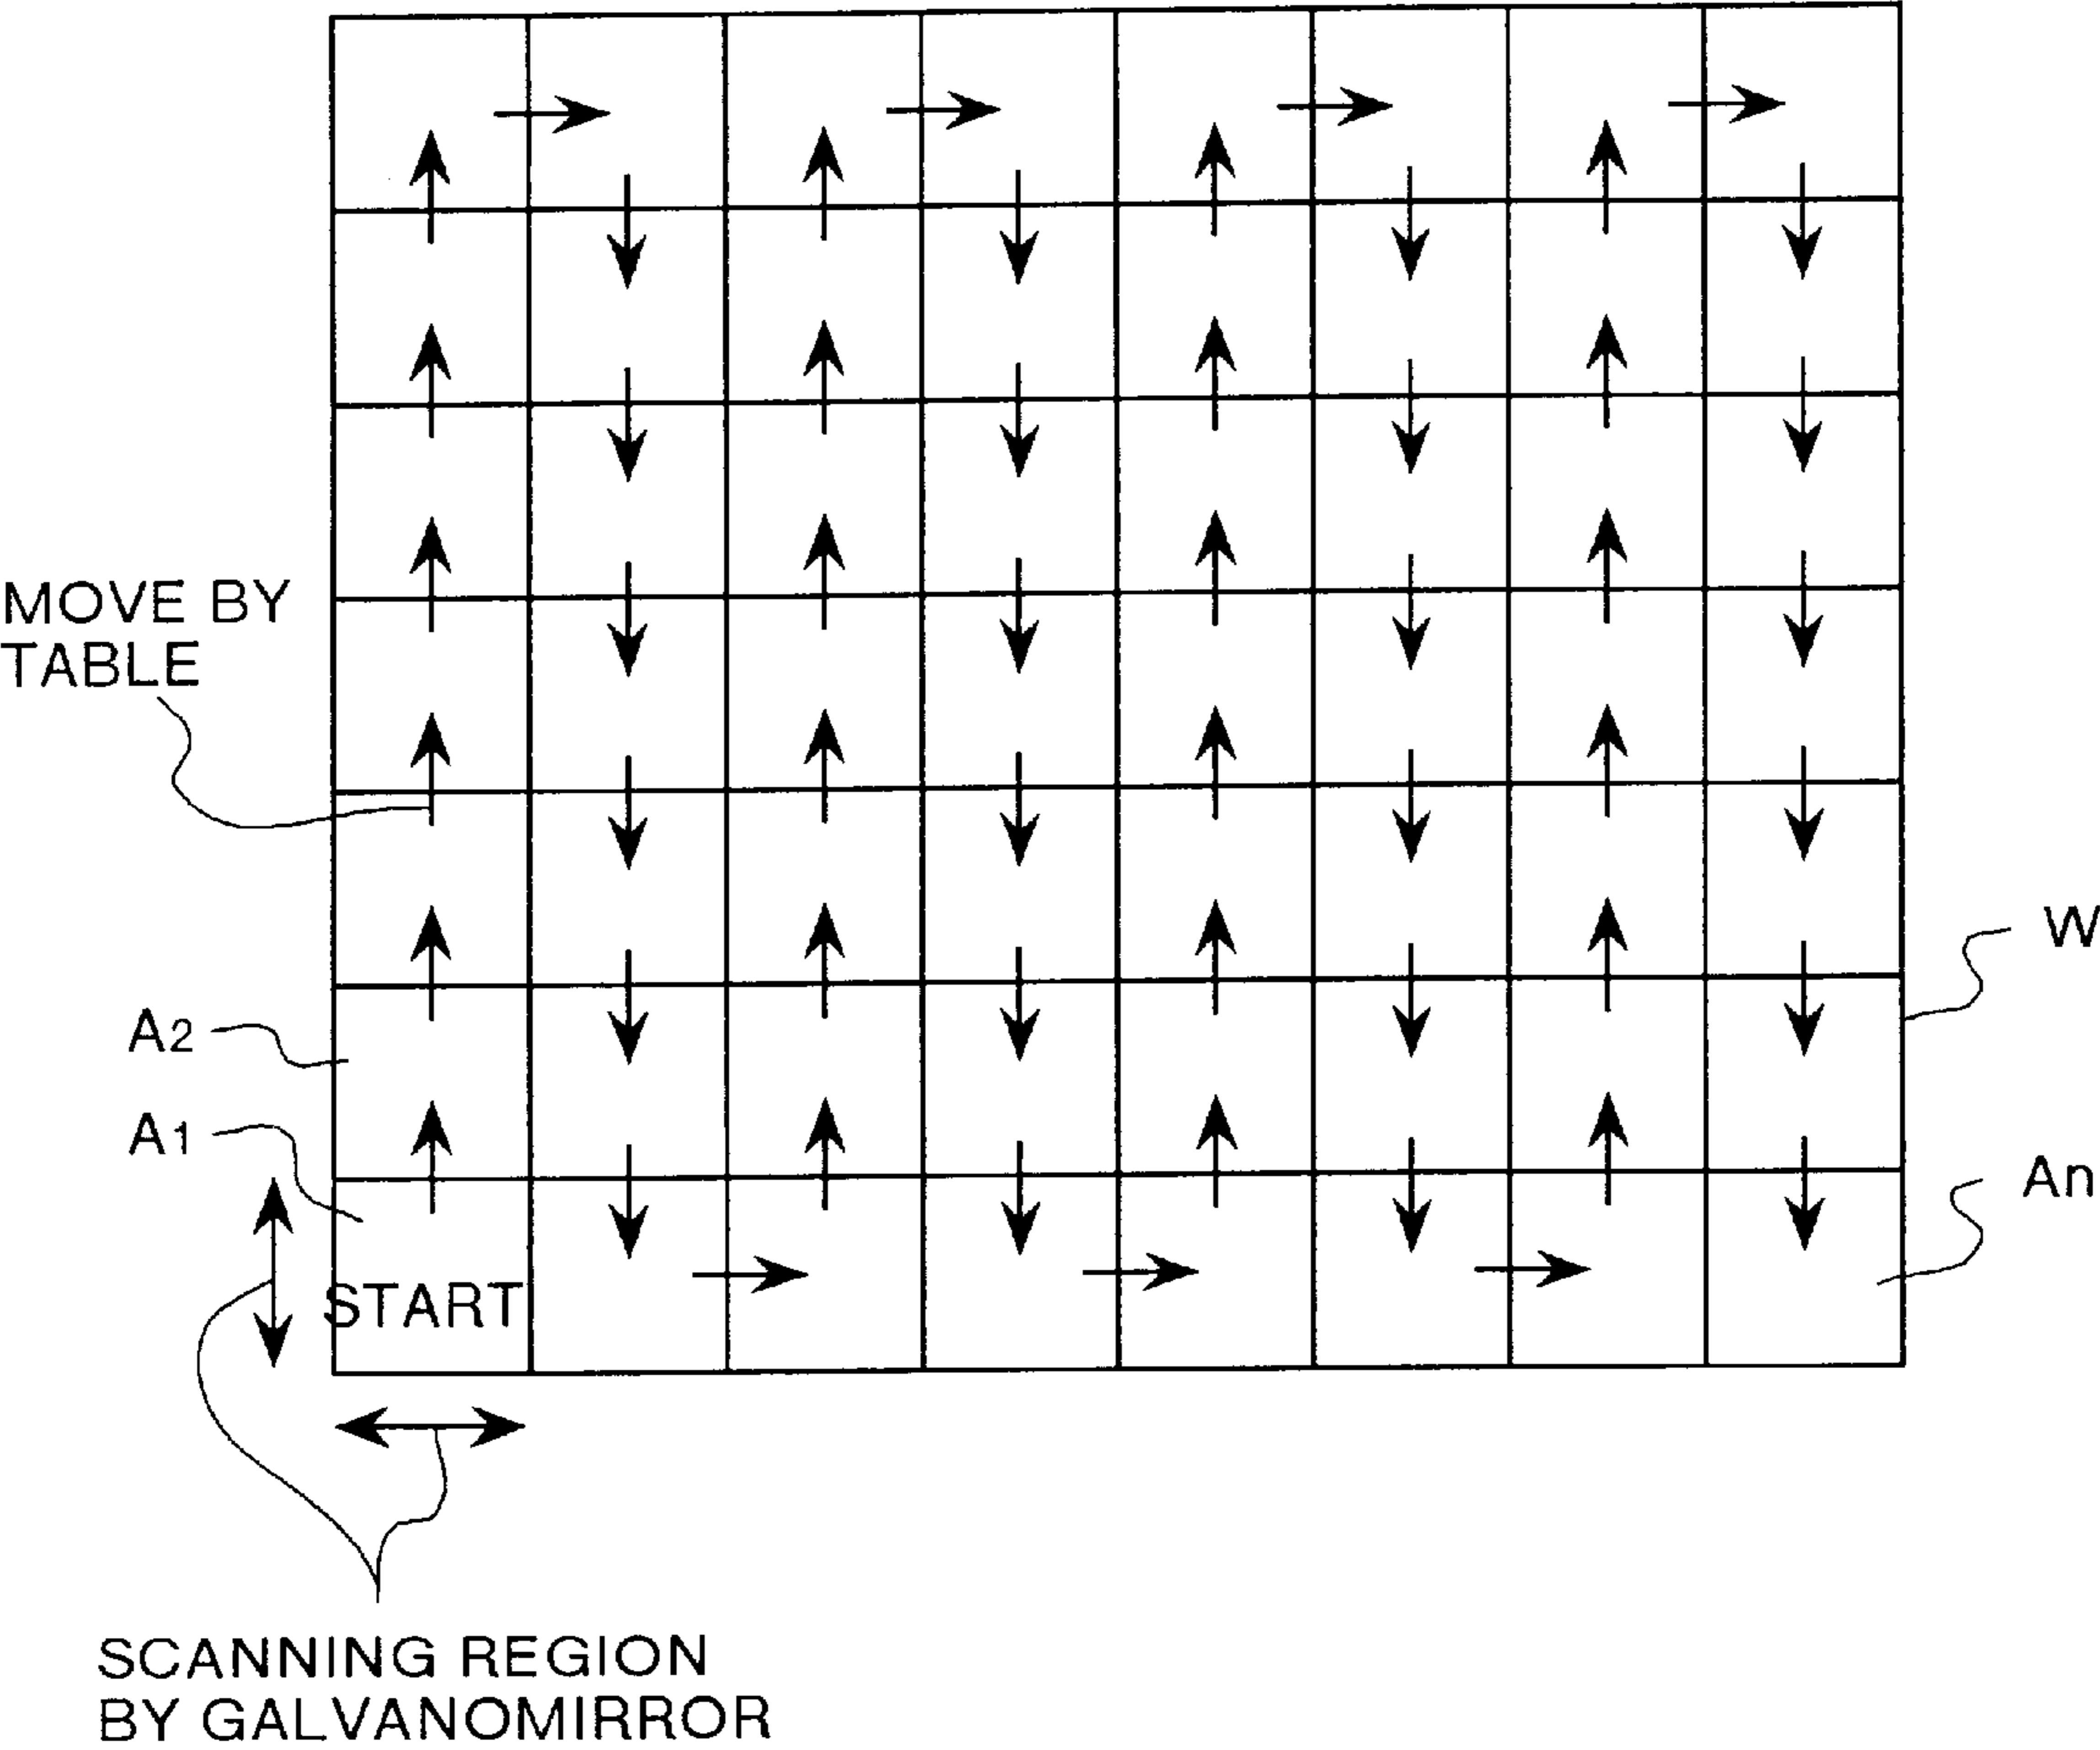 MOVE BY
TABLE
W
A2
A1
An
START
SCANNING REGION
BY GALVANOMIRROR